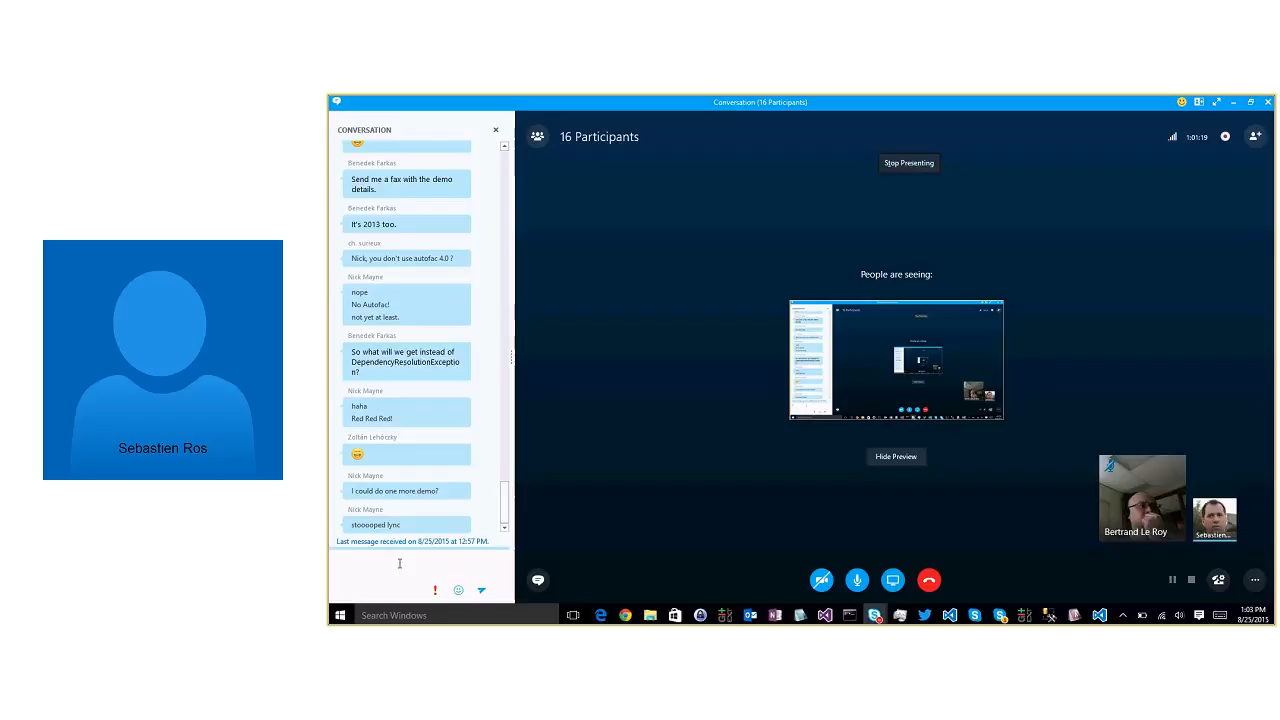 Conversation (16 Participants)
CONVERSATION
16 Participants
1:01:19
Stop Presenting
Benedek Farkas
Send me a fax with the demo
details.
Benedek Farkas
It's 2013 too.
ch. surieux
Nick, you don't use autofac 4.0 ?
Nick Mayne
nope
No Autofac!
not yet at least.
Benedek Farkas
So what will we get instead of
DependencyResolutionExceptio
n?
Nick Mayne
haha
Red Red Red!
Zoltán Lehóczky
Nick Mayne
I could do one more demo?
Nick Mayne
stooooped lync
Last message received on 8/25/2015 at 12:57 PM.
People are seeing:
Hide Preview
Bertrand Le Roy
Sebastien...
Sebastien Ros
Search Windows
1:03 PM
8/25/2015